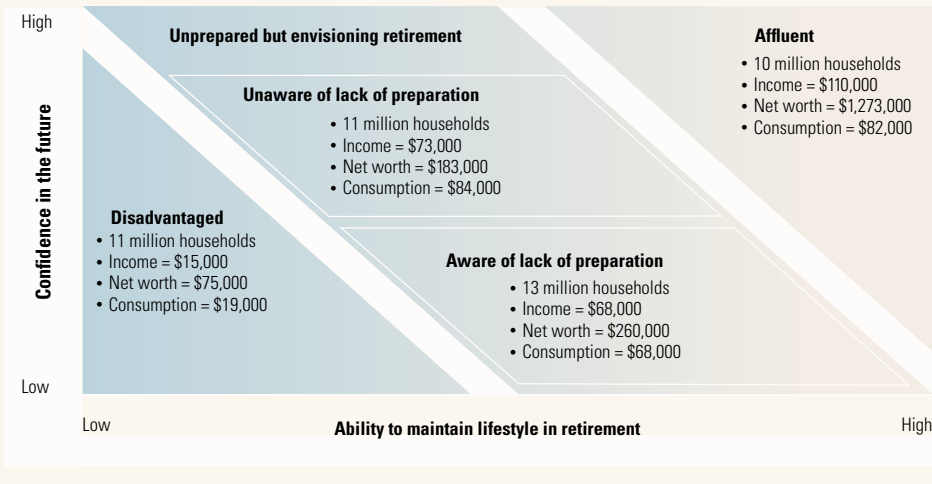 High
Confidence in the future
Low
Unprepared but envisioning retirement
Unaware of lack of preparation
• 11 million households
• Income = $73,000
• Net worth = $183,000
• Consumption = $84,000
Affluent
• 10 million households
• Income = $110,000
• Net worth = $1,273,000
• Consumption = $82,000
Disadvantaged
• 11 million households
• Income = $15,000
• Net worth = $75,000
• Consumption = $19,000
Aware of lack of preparation
• 13 million households
• Income = $68,000
• Net worth = $260,000
• Consumption = $68,000
Low
Ability to maintain lifestyle in retirement
High